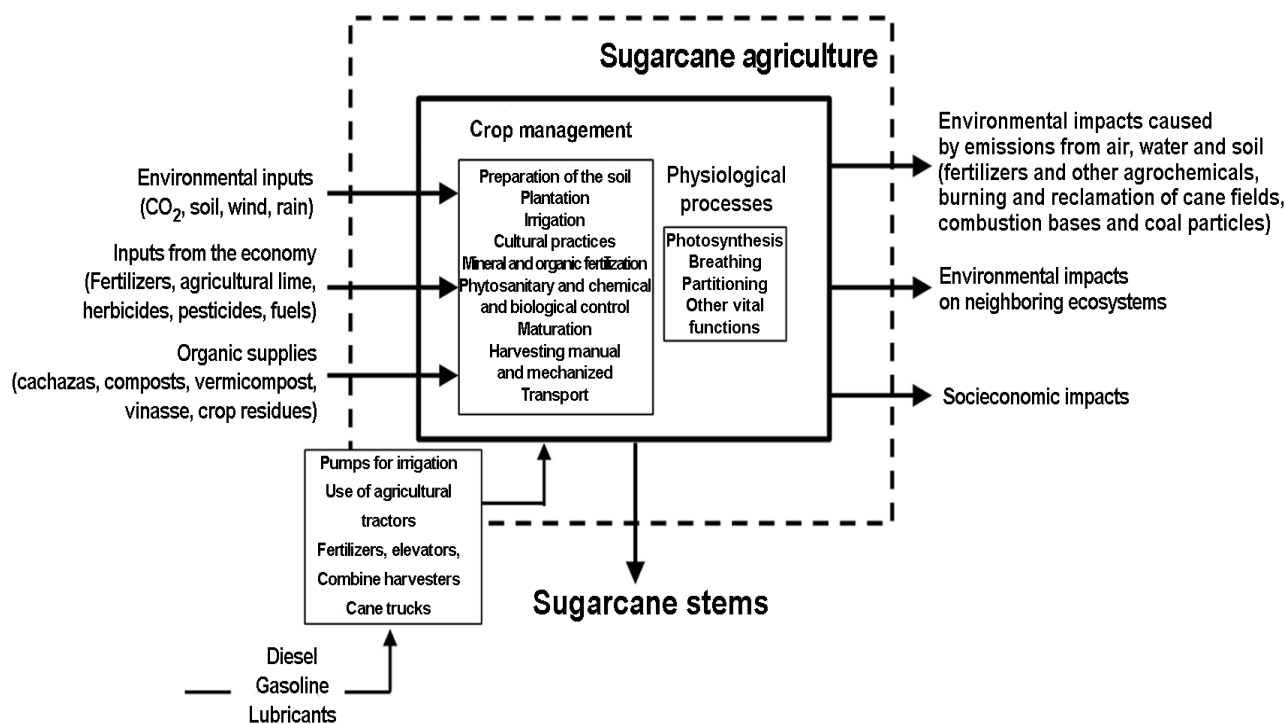 Sugarcane agriculture
Crop management
Preparation of the soil
Plantation
Irrigation
Cultural practices
Mineral and organic fertilization
Phytosanitary and chemical
and biological control
Maturation
Harvesting manual
and mechanized
Transport
Physiological
processes
Photosynthesis
Breathing
Partitioning
Other vital
functions
Environmental inputs
(CO2, soil, wind, rain)
Inputs from the economy
(Fertilizers, agricultural lime,
herbicides, pesticides, fuels)
Organic supplies
(cachazas, composts, vermicompost,
vinasse, crop residues)
Pumps for irrigation
Use of agricultural
tractors
Fertilizers, elevators,
Combine harvesters
Cane trucks
Diesel
Gasoline
Lubricants
Sugarcane stems
Environmental impacts caused
by emissions from air, water and soil
(fertilizers and other agrochemicals,
burning and reclamation of cane fields,
combustion bases and coal particles)
Environmental impacts
on neighboring ecosystems
Socieconomic impacts